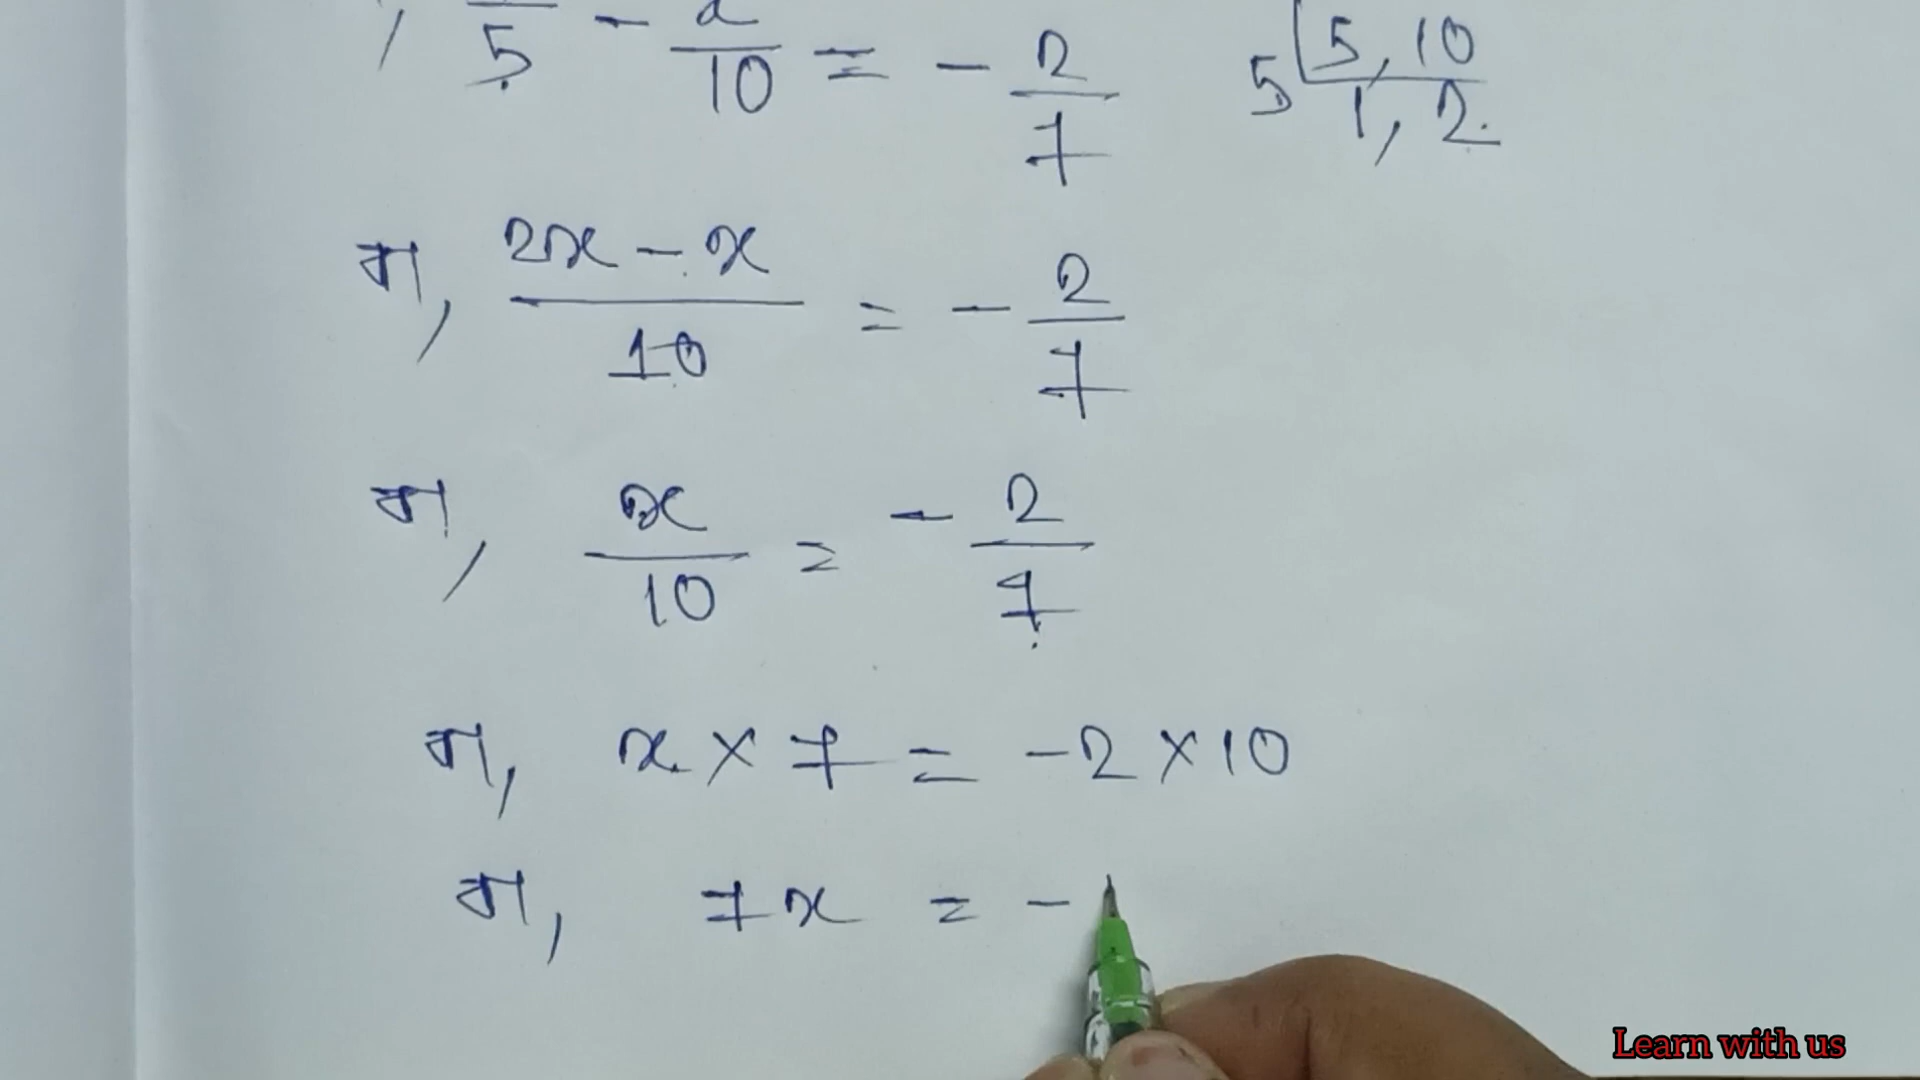 , /5 - x/10 = - 2/7   5 | 5, 10
1, 2
বা, 2x - x/10 = - 2/7
বা, x/10 = - 2/7
বা, x × 7 = -2 × 10
বা, 7x = -
Learn with us